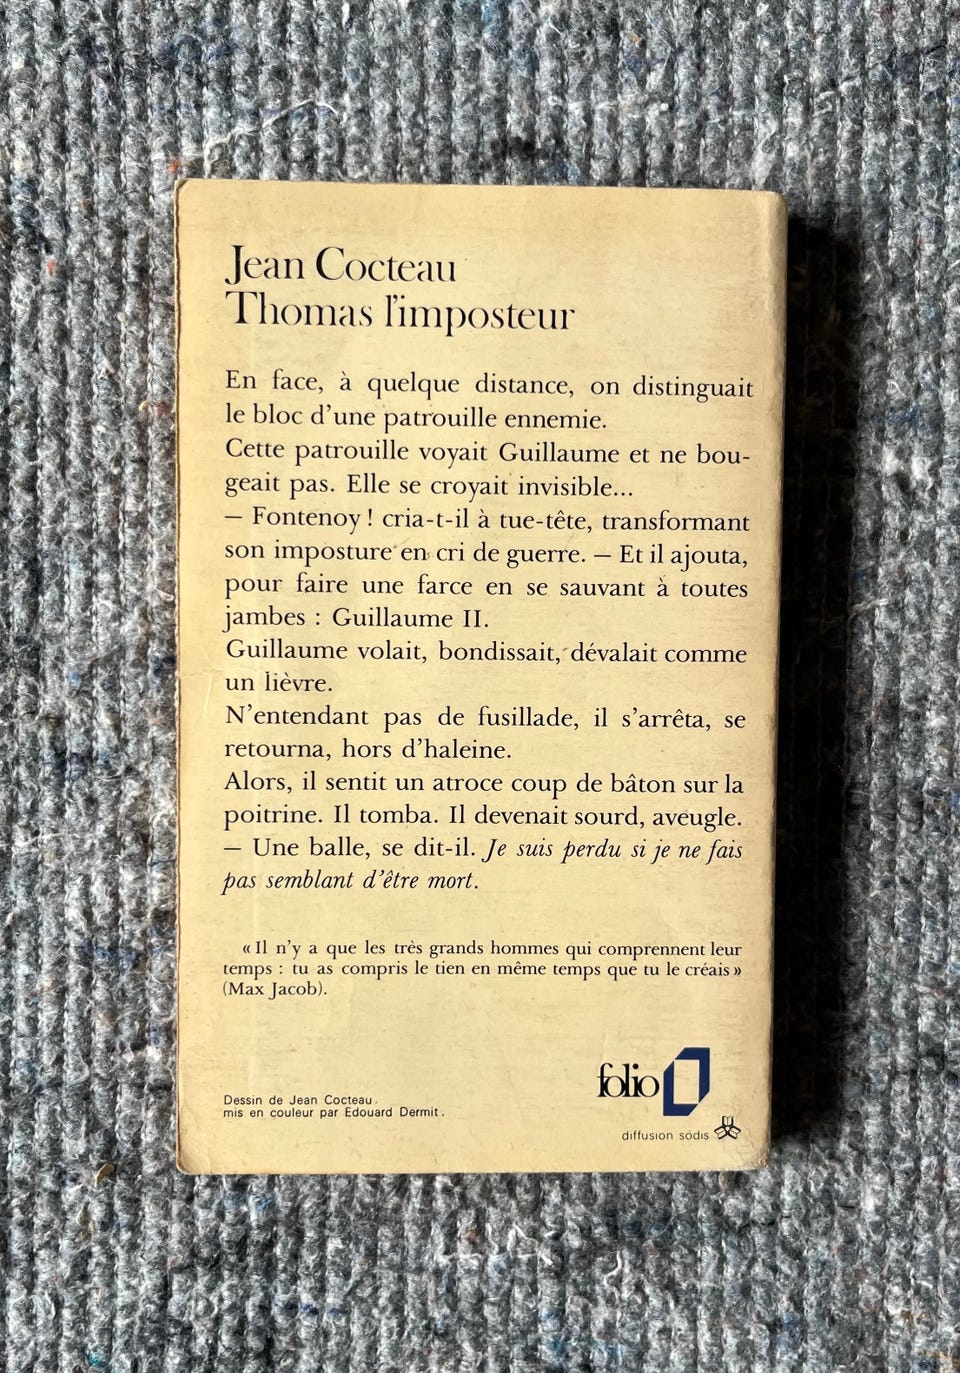 Jean Cocteau
Thomas l'imposteur
En face, à quelque distance, on distinguait
le bloc d'une patrouille ennemie.
Cette patrouille voyait Guillaume et ne bou-
geait pas. Elle se croyait invisible...
— Fontenoy ! cria-t-il à tue-tête, transformant
son imposture en cri de guerre. — Et il ajouta,
pour faire une farce en se sauvant à toutes
jambes : Guillaume II.
Guillaume volait, bondissait, dévalait comme
un lièvre.
N'entendant pas de fusillade, il s'arrêta, se
retourna, hors d'haleine.
Alors, il sentit un atroce coup de bâton sur la
poitrine. Il tomba. Il devenait sourd, aveugle.
— Une balle, se dit-il. Je suis perdu si je ne fais
pas semblant d'être mort.
« Il n'y a que les très grands hommes qui comprennent leur
temps : tu as compris le tien en même temps que tu le créais »
(Max Jacob).
folio
Dessin de Jean Cocteau,
mis en couleur par Edouard Dermit.
diffusion sodis